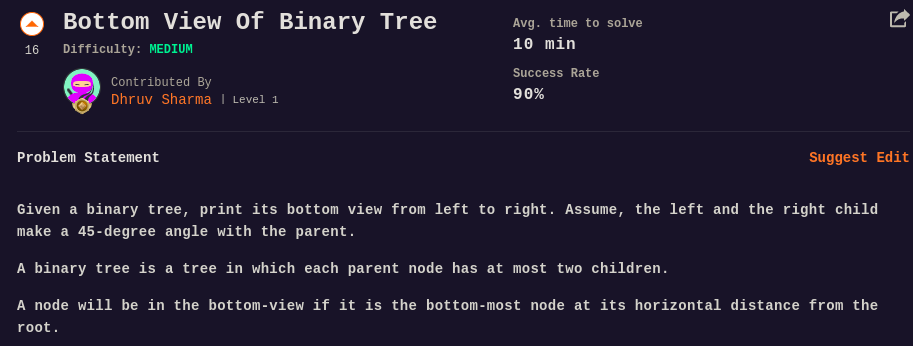 Bottom View Of Binary Tree
16
Difficulty: MEDIUM
Contributed By
Dhruv Sharma | Level 1
Avg. time to solve
10 min
Success Rate
90%
Problem Statement
Suggest Edit
Given a binary tree, print its bottom view from left to right. Assume, the left and the right child
make a 45-degree angle with the parent.
A binary tree is a tree in which each parent node has at most two children.
A node will be in the bottom-view if it is the bottom-most node at its horizontal distance from the
root.